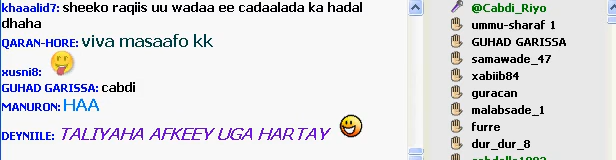 khaaalid7: sheeko raqiis uu wadaa ee cadaalada ka hadal
dhaha
QARAN-HORE: viva masaafo kk
xusni8:
GUHAD GARISSA: cabdi
MANURON: HAA
DEYNIILE: TALIYAHA AFKEEY UGA HARTAY
@Cabdi_Riyo
ummu-sharaf 1
GUHAD GARISSA
samawade_47
xabiib84
guracan
malabsade_1
furre
dur_dur_8